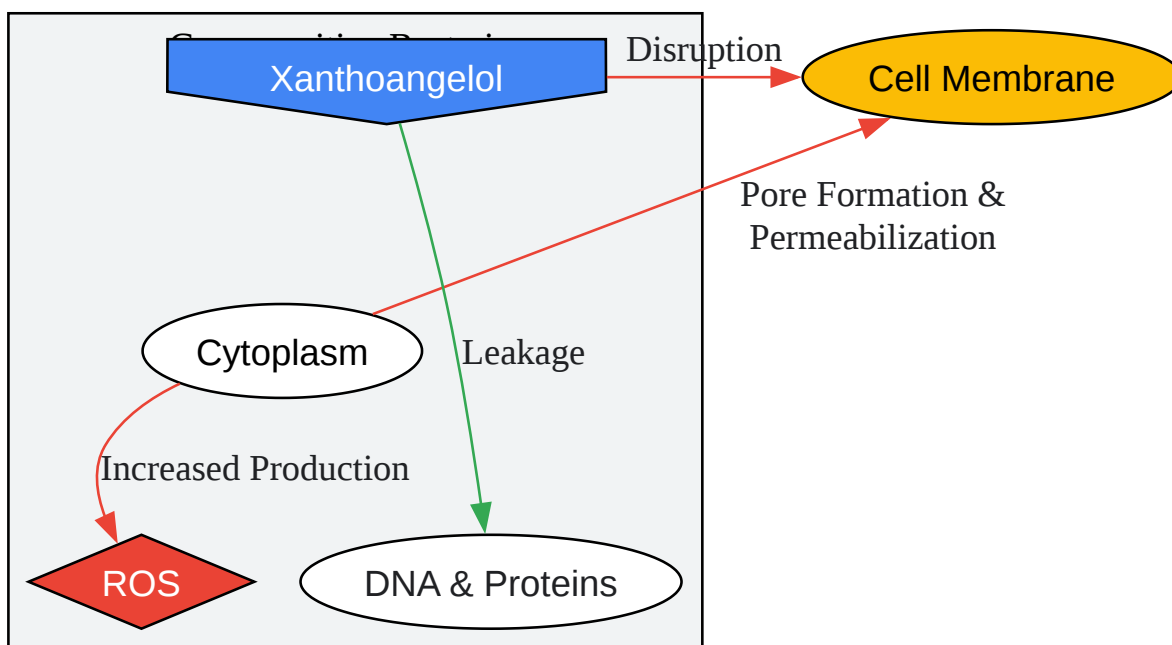 Xanthoangelol
Disruption
Cell Membrane
Pore Formation &
Permeabilization
Cytoplasm
Leakage
Increased Production
ROS
DNA & Proteins